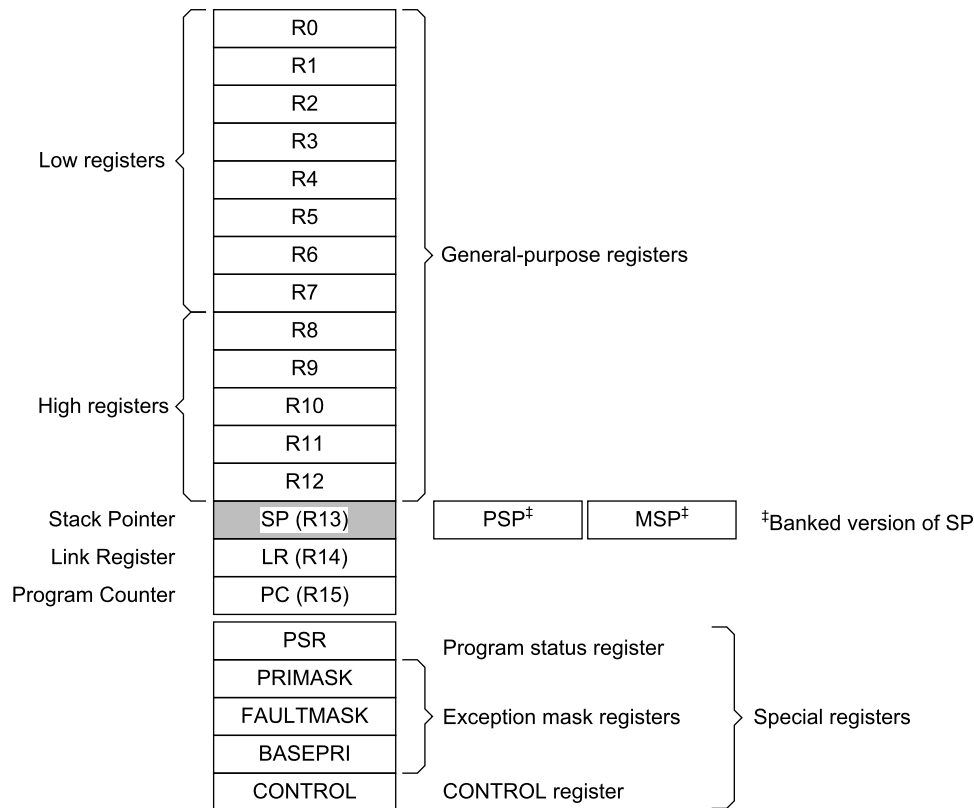 R0
R1
R2
R3
Low registers
R4
R5
R6
General-purpose registers
R7
R8
R9
High registers
R10
R11
R12
Stack Pointer SP (R13) PSP‡ MSP‡ ‡Banked version of SP
Link Register LR (R14)
Program Counter PC (R15)
PSR Program status register
PRIMASK
FAULTMASK Exception mask registers Special registers
BASEPRI
CONTROL CONTROL register